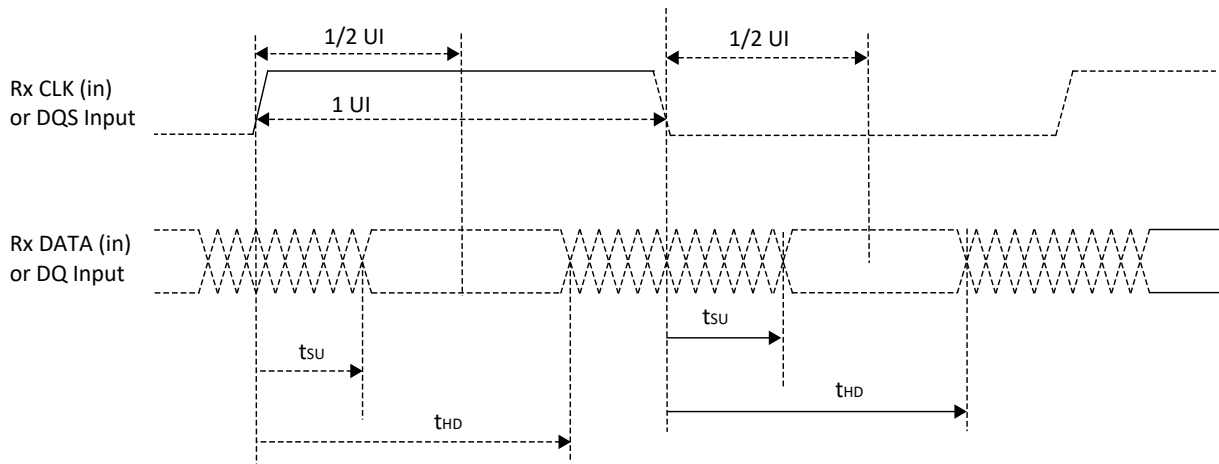 1/2 UI
1/2 UI
Rx CLK (in)
or DQS Input
1 UI
Rx DATA (in)
or DQ Input
tSU
tSU
tHD
tHD